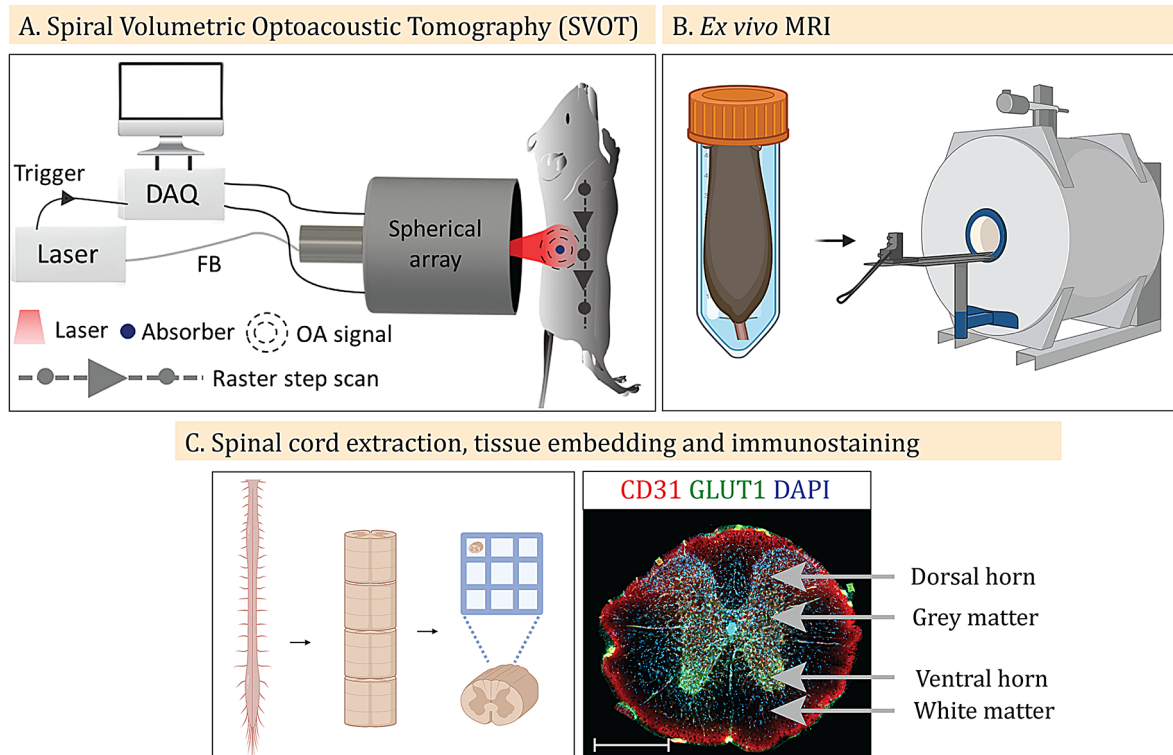 A. Spiral Volumetric Optoacoustic Tomography (SVOT)
Trigger
DAQ
Laser
FB
Spherical
array
Laser
Absorber
OA signal
Raster step scan
B. Ex vivo MRI
C. Spinal cord extraction, tissue embedding and immunostaining
CD31 GLUT1 DAPI
Dorsal horn
Grey matter
Ventral horn
White matter